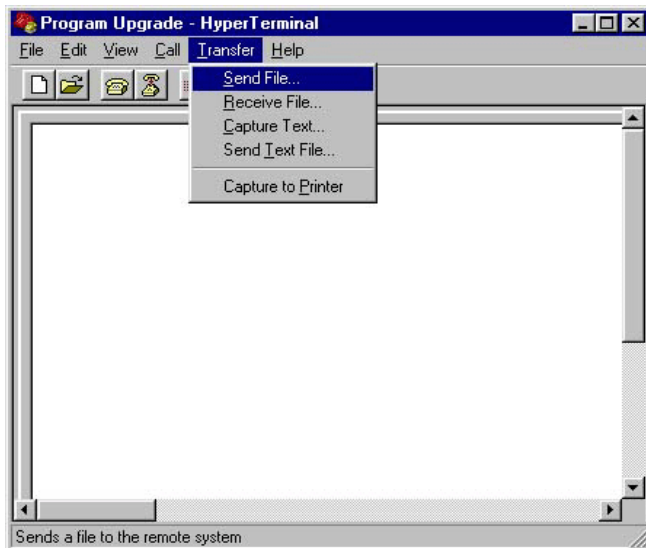 Program Upgrade - HyperTerminal
File Edit View Call Transfer Help
Send File...
Receive File...
Capture Text...
Send Text File...
Capture to Printer
Sends a file to the remote system